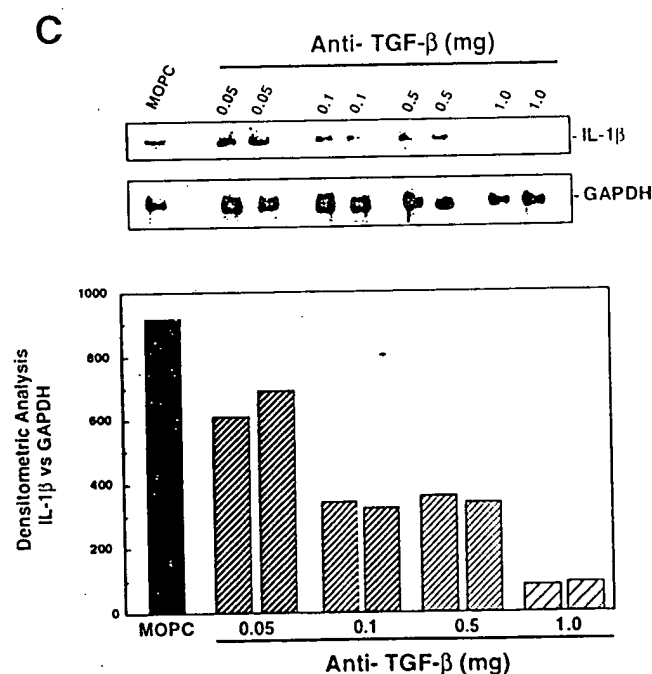 C
Anti- TGF-β (mg)
MOPC 0.05 0.05 0.1 0.1 0.5 0.5 1.0 1.0
- IL-1β
- GAPDH
Densitometric Analysis
IL-1β vs GAPDH
1000
800
600
400
200
0
MOPC 0.05 0.1 0.5 1.0
Anti- TGF-β (mg)